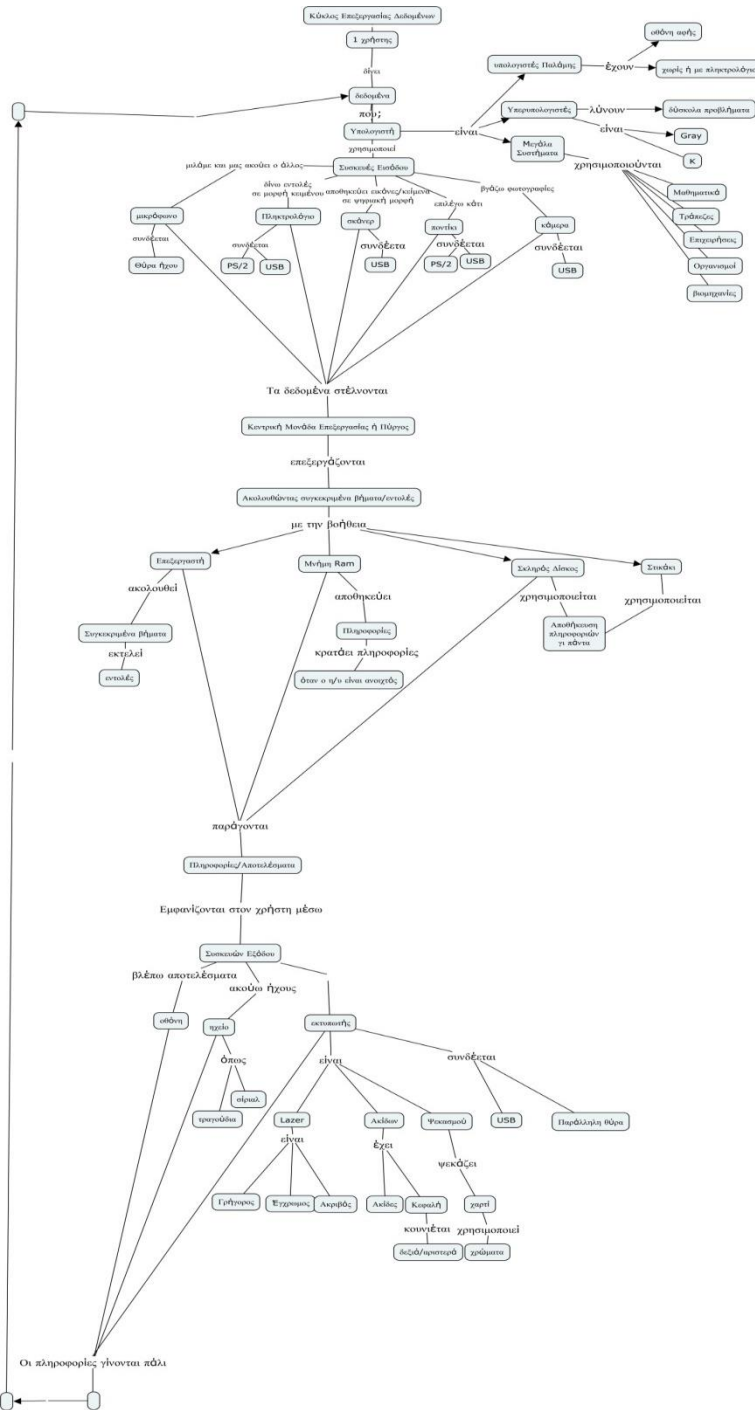 Κύκλος Επεξεργασίας Δεδομένων
1 χρήστης
δίνει
δεδομένα
που;
Υπολογιστή
είναι
υπολογιστές Παλάμης
έχουν
οθόνη αφής
χωρίς ή με πληκτρολόγιο
Υπερυπολογιστές
λύνουν
δύσκολα προβλήματα
είναι
Gray
K
Μεγάλα
Συστήματα
χρησιμοποιούνται
Μαθηματικά
Τράπεζες
Επιχειρήσεις
Οργανισμοί
βιομηχανίες
χρησιμοποιεί
Συσκευές Εισόδου
μιλάμε και μας ακούει ο άλλος
μικρόφωνο
συνδέεται
Θύρα ήχου
δίνω εντολές
σε μορφή κειμένου
Πληκτρολόγιο
συνδέεται
PS/2
USB
αποθηκεύει εικόνες/κείμενα
σε ψηφιακή μορφή
σκάνερ
συνδέετα
USB
επιλέγω κάτι
ποντίκι
συνδέεται
PS/2
USB
βγάζω φωτογραφίες
κάμερα
συνδέεται
USB
Τα δεδομένα στέλνονται
Κεντρική Μονάδα Επεξεργασίας ή Πύργος
επεξεργάζονται
Ακολουθώντας συγκεκριμένα βήματα/εντολές
με την βοήθεια
Επεξεργαστή
ακολουθεί
Συγκεκριμένα βήματα
εκτελεί
εντολές
Μνήμη Ram
αποθηκεύει
Πληροφορίες
κρατάει πληροφορίες
όταν ο η/υ είναι ανοιχτός
Σκληρός Δίσκος
χρησιμοποιείται
Στικάκι
χρησιμοποιείται
Αποθήκευση
πληροφοριών
γι πάντα
παράγονται
Πληροφορίες/Αποτελέσματα
Εμφανίζονται στον χρήστη μέσω
Συσκευών Εξόδου
βλέπω αποτελέσματα
οθόνη
ακούω ήχους
ηχείο
όπως
τραγούδια
σίριαλ
εκτυπωτής
είναι
συνδέεται
USB
Παράλληλη θύρα
Lazer
είναι
Γρήγορος
Έγχρωμος
Ακριβός
Ακίδων
έχει
Ακίδες
Κεφαλή
κουνιέται
δεξιά/αριστερά
Ψεκασμού
ψεκάζει
χαρτί
χρησιμοποιεί
χρώματα
Οι πληροφορίες γίνονται πάλι